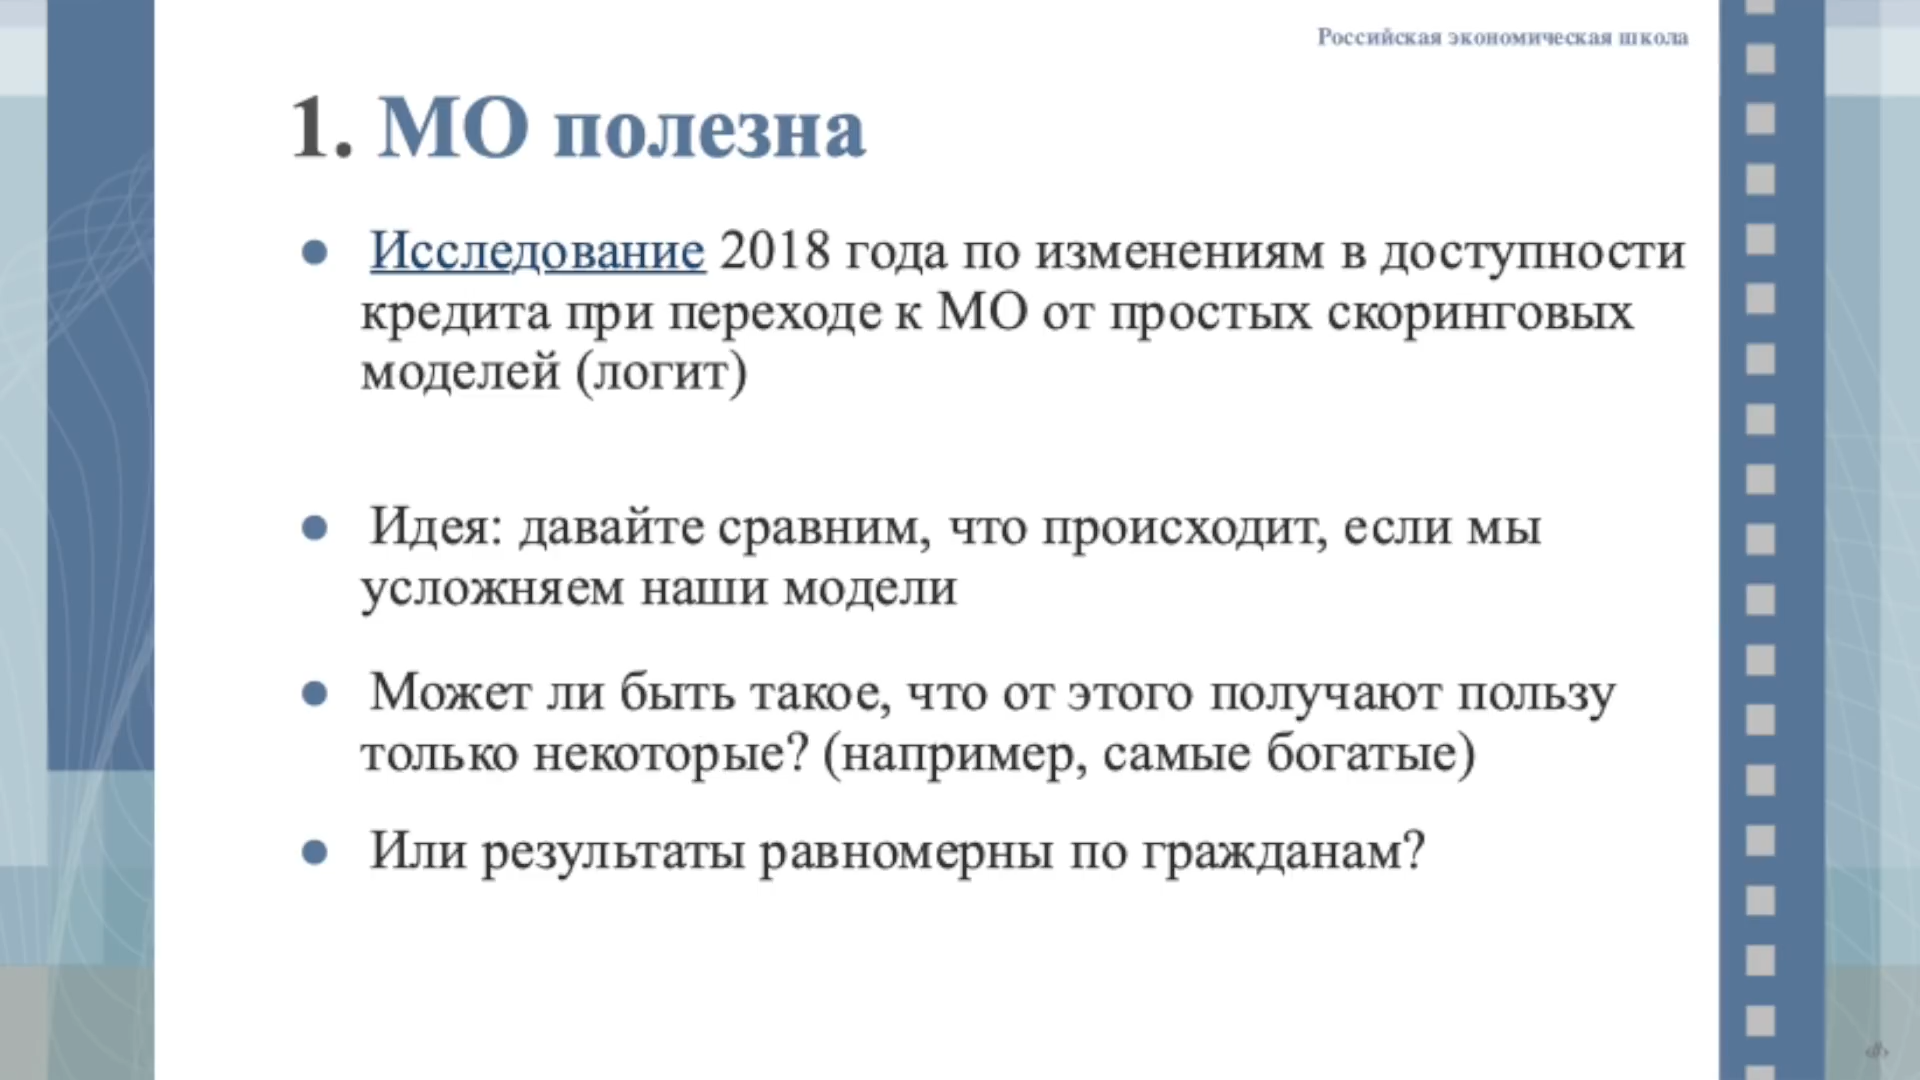 Российская экономическая школа
1. МО полезна
● Исследование 2018 года по изменениям в доступности
кредита при переходе к МО от простых скоринговых
моделей (логит)
● Идея: давайте сравним, что происходит, если мы
усложняем наши модели
● Может ли быть такое, что от этого получают пользу
только некоторые? (например, самые богатые)
● Или результаты равномерны по гражданам?